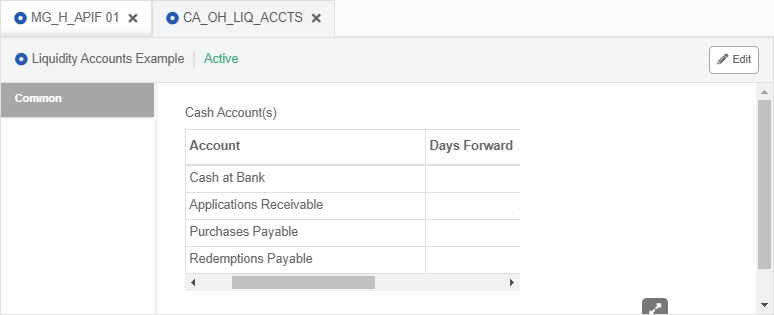 MG_H_APIF 01 CA_OH_LIQ_ACCTS
Liquidity Accounts Example Active Edit
Common
Cash Account(s)
Account Days Forward
Cash at Bank
Applications Receivable
Purchases Payable
Redemptions Payable